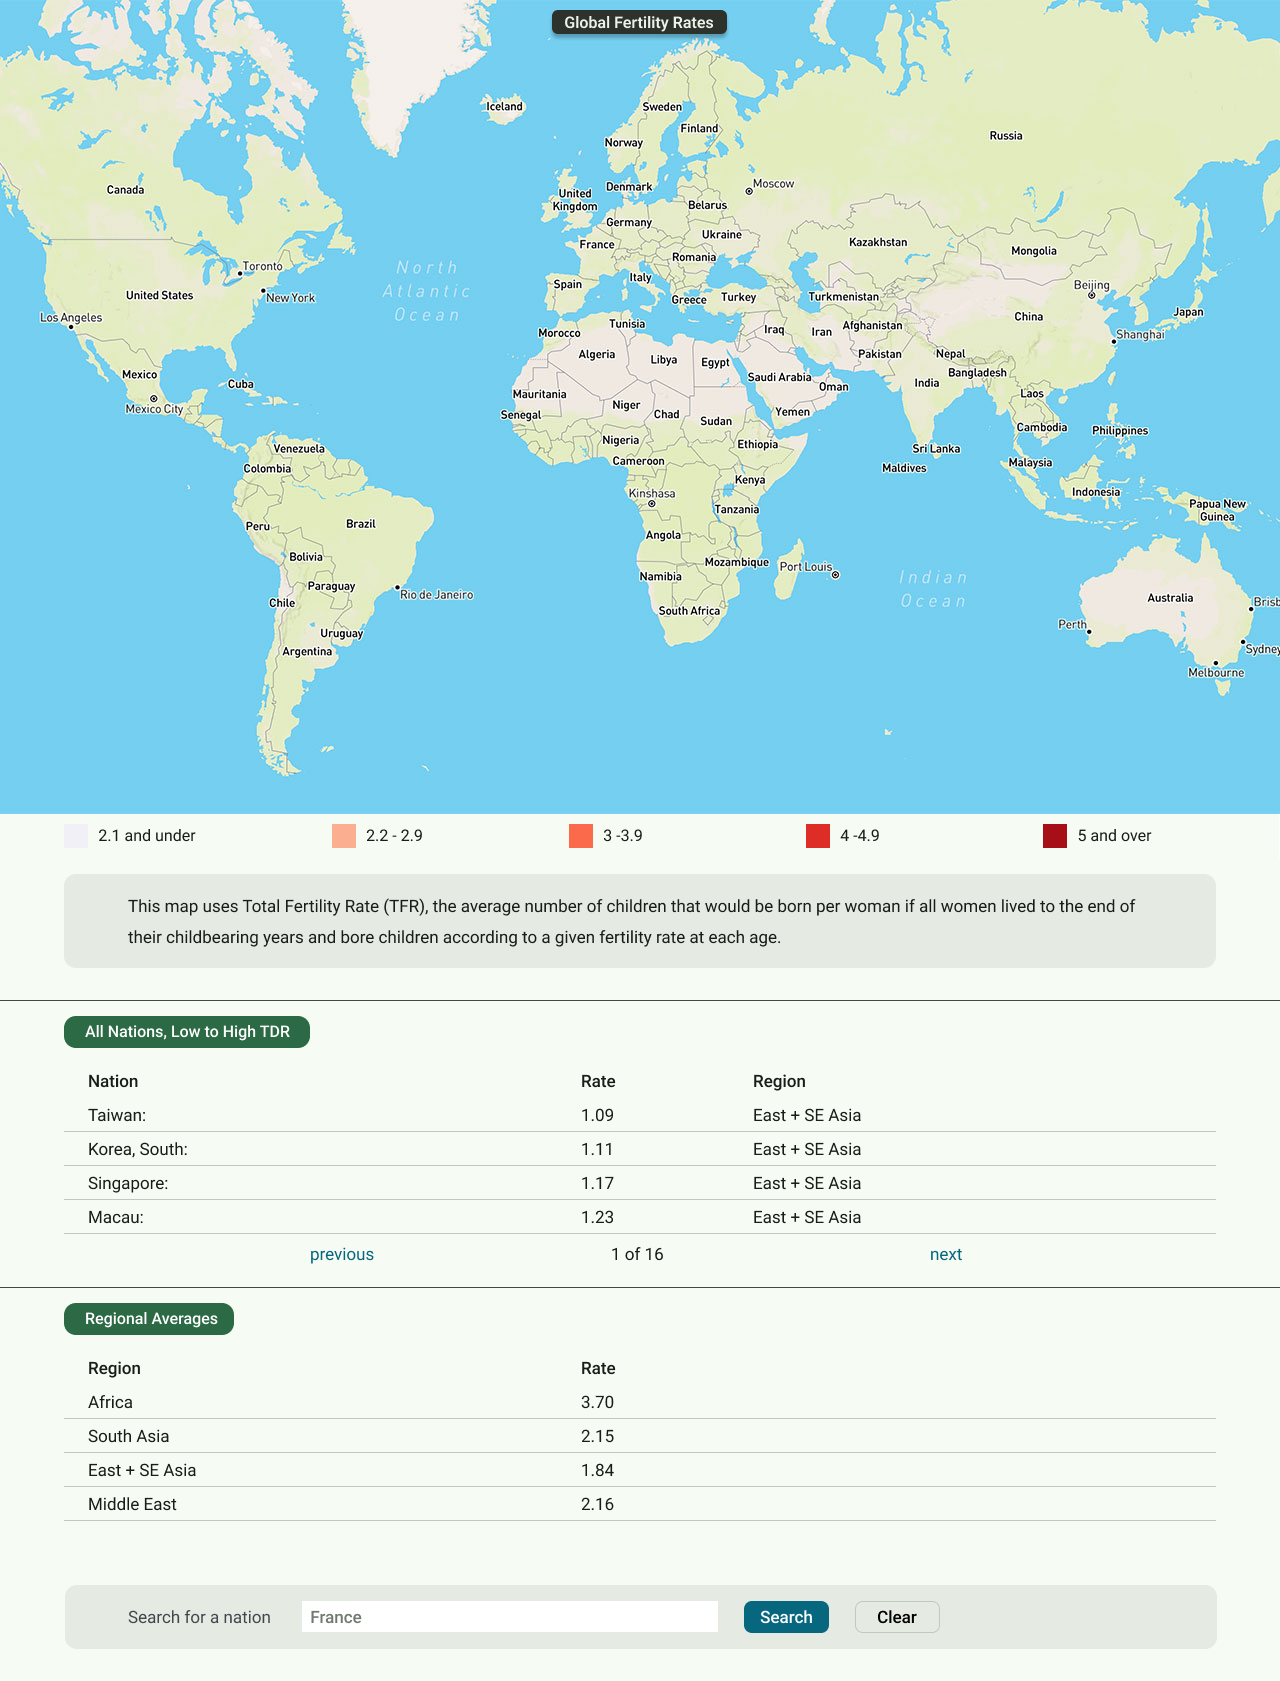 Global Fertility Rates
Iceland
Sweden
Finland
Norway
Russia
Canada
United
Kingdom
Denmark
Moscow
Belarus
Germany
Ukraine
France
Kazakhstan
Mongolia
Romania
Toronto
North
Atlantic
Ocean
Italy
Spain
Beijing
United States
New York
Greece
Turkey
Turkmenistan
Los Angeles
Japan
China
Tunisia
Morocco
Iraq
Iran
Afghanistan
Shanghai
Algeria
Libya
Egypt
Pakistan
Nepal
Mexico
Cuba
Saudi Arabia
Oman
India
Bangladesh
Mauritania
Laos
Mexico City
Niger
Chad
Senegal
Sudan
Yemen
Cambodia
Philippines
Venezuela
Nigeria
Ethiopia
Sri Lanka
Colombia
Cameroon
Maldives
Malaysia
Kenya
Kinshasa
Indonesia
Tanzania
Papua New
Guinea
Peru
Brazil
Angola
Bolivia
Mozambique
Port Louis
Namibia
Indian
Ocean
Paraguay
Rio de Janeiro
Chile
South Africa
Australia
Brisb
Perth
Uruguay
Argentina
Sydney
Melbourne
2.1 and under
2.2 - 2.9
3 -3.9
4 -4.9
5 and over
This map uses Total Fertility Rate (TFR), the average number of children that would be born per woman if all women lived to the end of
their childbearing years and bore children according to a given fertility rate at each age.
All Nations, Low to High TDR
Nation Rate Region
Taiwan: 1.09 East + SE Asia
Korea, South: 1.11 East + SE Asia
Singapore: 1.17 East + SE Asia
Macau: 1.23 East + SE Asia
previous 1 of 16 next
Regional Averages
Region Rate
Africa 3.70
South Asia 2.15
East + SE Asia 1.84
Middle East 2.16
Search for a nation France Search Clear